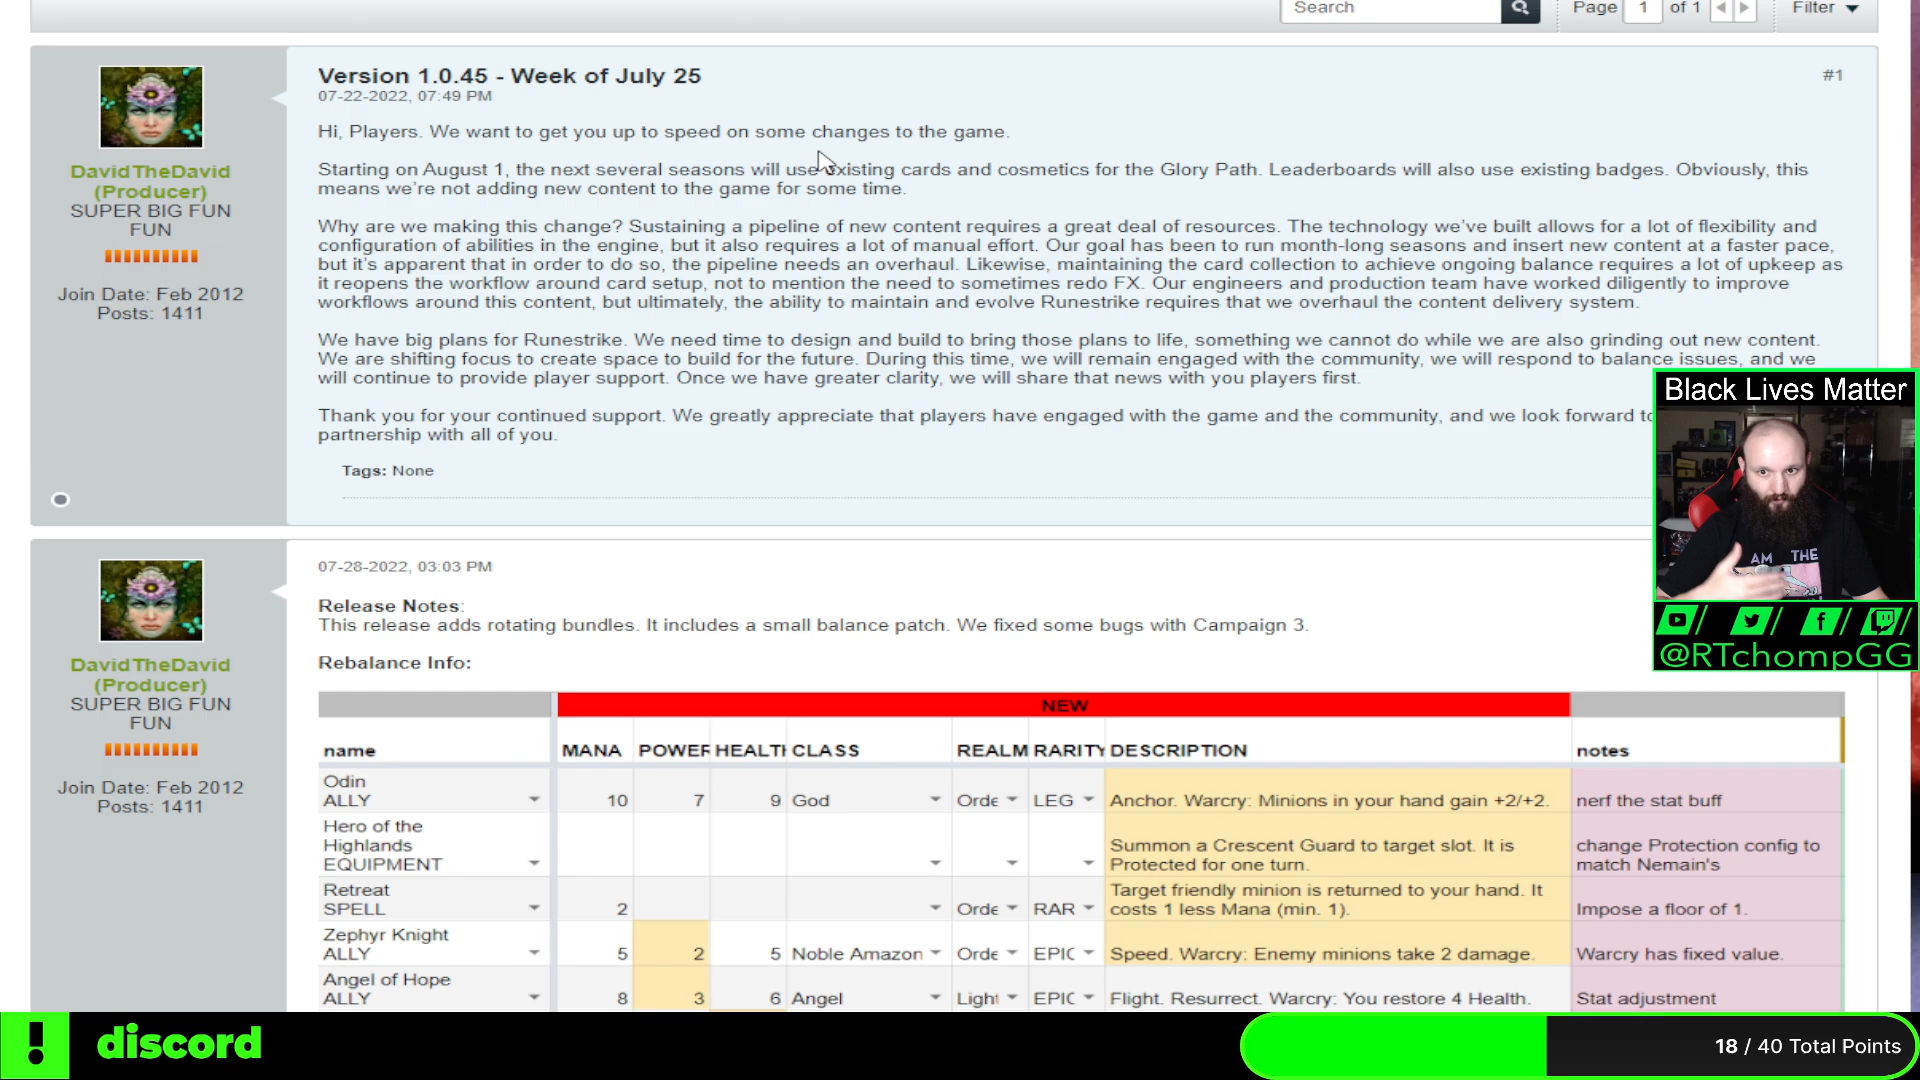 Search
Page 1 of 1
Filter
Version 1.0.45 - Week of July 25
#1
07-22-2022, 07:49 PM
DavidTheDavid
(Producer)
SUPER BIG FUN
FUN
Join Date: Feb 2012
Posts: 1411
Hi, Players. We want to get you up to speed on some changes to the game.
Starting on August 1, the next several seasons will use existing cards and cosmetics for the Glory Path. Leaderboards will also use existing badges. Obviously, this
means we're not adding new content to the game for some time.
Why are we making this change? Sustaining a pipeline of new content requires a great deal of resources. The technology we've built allows for a lot of flexibility and
configuration of abilities in the engine, but it also requires a lot of manual effort. Our goal has been to run month-long seasons and insert new content at a faster pace,
but it's apparent that in order to do so, the pipeline needs an overhaul. Likewise, maintaining the card collection to achieve ongoing balance requires a lot of upkeep as
it reopens the workflow around card setup, not to mention the need to sometimes redo FX. Our engineers and production team have worked diligently to improve
workflows around this content, but ultimately, the ability to maintain and evolve Runestrike requires that we overhaul the content delivery system.
We have big plans for Runestrike. We need time to design and build to bring those plans to life, something we cannot do while we are also grinding out new content.
We are shifting focus to create space to build for the future. During this time, we will remain engaged with the community, we will respond to balance issues, and we
will continue to provide player support. Once we have greater clarity, we will share that news with you players first.
Thank you for your continued support. We greatly appreciate that players have engaged with the game and the community, and we look forward to
partnership with all of you.
Tags: None
Black Lives Matter
AM THE
@RTchompGG
07-28-2022, 03:03 PM
DavidTheDavid
(Producer)
SUPER BIG FUN
FUN
Join Date: Feb 2012
Posts: 1411
Release Notes:
This release adds rotating bundles. It includes a small balance patch. We fixed some bugs with Campaign 3.
Rebalance Info:
NEW
name MANA POWER HEALTH CLASS REALM RARITY DESCRIPTION notes
Odin
ALLY 10 7 9 God Orde LEG Anchor. Warcry: Minions in your hand gain +2/+2. nerf the stat buff
Hero of the
Highlands Summon a Crescent Guard to target slot. It is change Protection config to
EQUIPMENT Protected for one turn. match Nemain's
Retreat Target friendly minion is returned to your hand. It
SPELL 2 Orde RAR costs 1 less Mana (min. 1). Impose a floor of 1.
Zephyr Knight
ALLY 5 2 5 Noble Amazon Orde EPIC Speed. Warcry: Enemy minions take 2 damage. Warcry has fixed value.
Angel of Hope
ALLY 8 3 6 Angel Light EPIC Flight. Resurrect. Warcry: You restore 4 Health. Stat adjustment
! discord
18 / 40 Total Points